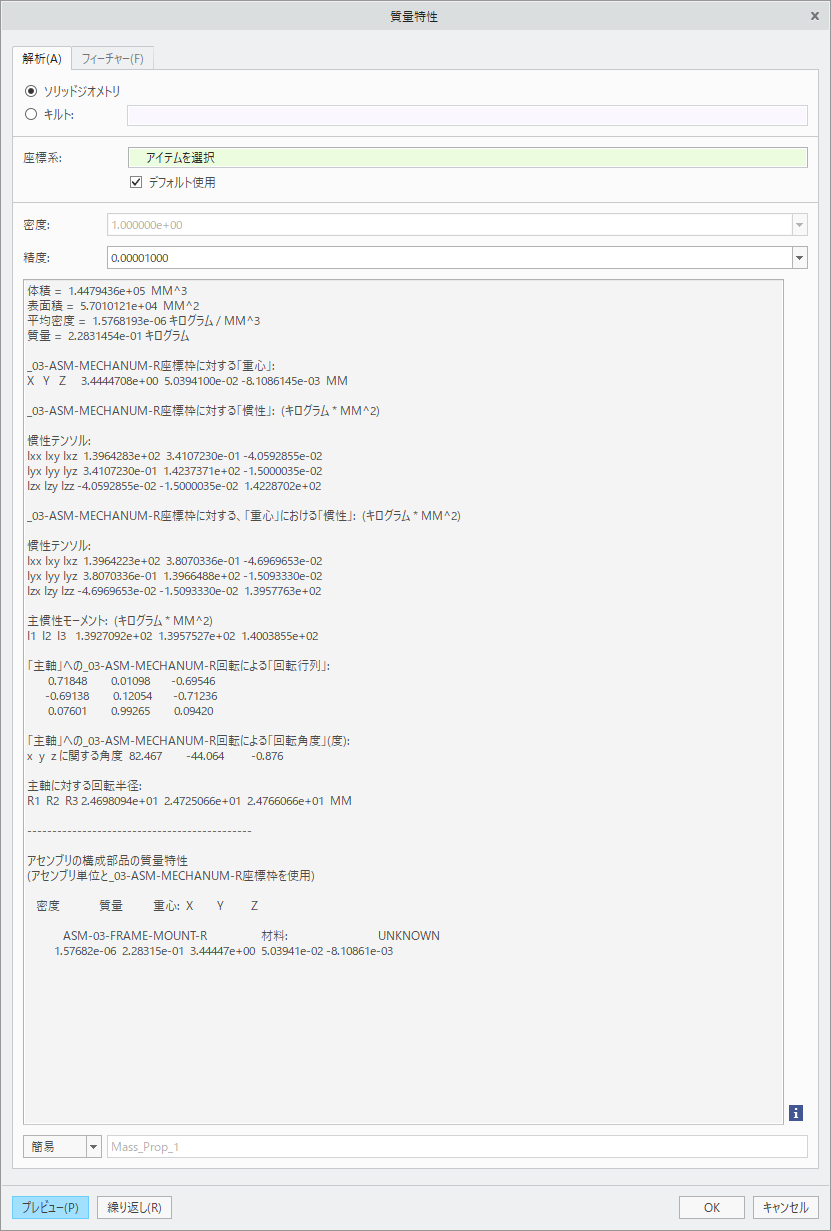 質量特性
解析(A) フィーチャー(F)
ソリッドジオメトリ
キルト:
座標系: アイテムを選択
デフォルト使用
密度: 1.000000e+00
精度: 0.00001000
体積 = 1.4479436e+05 MM^3
表面積 = 5.7010121e+04 MM^2
平均密度 = 1.5768193e-06 キログラム / MM^3
質量 = 2.2831454e-01 キログラム
_03-ASM-MECHANUM-R座標枠に対する「重心」:
X Y Z 3.4444708e+00 5.0394100e-02 -8.1086145e-03 MM
_03-ASM-MECHANUM-R座標枠に対する「慣性」: (キログラム * MM^2)
慣性テンソル:
Ixx Ixy Ixz 1.3964283e+02 3.4107230e-01 -4.0592855e-02
Iyx Iyy Iyz 3.4107230e-01 1.4237371e+02 -1.5000035e-02
Izx Izy Izz -4.0592855e-02 -1.5000035e-02 1.4228702e+02
_03-ASM-MECHANUM-R座標枠に対する、「重心」における「慣性」: (キログラム * MM^2)
慣性テンソル:
Ixx Ixy Ixz 1.3964223e+02 3.8070336e-01 -4.6969653e-02
Iyx Iyy Iyz 3.8070336e-01 1.3966488e+02 -1.5093330e-02
Izx Izy Izz -4.6969653e-02 -1.5093330e-02 1.3957763e+02
主慣性モーメント: (キログラム * MM^2)
I1 I2 I3 1.3927092e+02 1.3957527e+02 1.4003855e+02
「主軸」への_03-ASM-MECHANUM-R回転による「回転行列」:
0.71848 0.01098 -0.69546
-0.69138 0.12054 -0.71236
0.07601 0.99265 0.09420
「主軸」への_03-ASM-MECHANUM-R回転による「回転角度」(度):
x y z に関する角度 82.467 -44.064 -0.876
主軸に対する回転半径:
R1 R2 R3 2.4698094e+01 2.4725066e+01 2.4766066e+01 MM
---------------------------------------------
アセンブリの構成部品の質量特性
(アセンブリ単位と_03-ASM-MECHANUM-R座標枠を使用)
密度 質量 重心: X Y Z
ASM-03-FRAME-MOUNT-R 材料: UNKNOWN
1.57682e-06 2.28315e-01 3.44447e+00 5.03941e-02 -8.10861e-03
簡易 Mass_Prop_1
プレビュー(P) 繰り返し(R) OK キャンセル